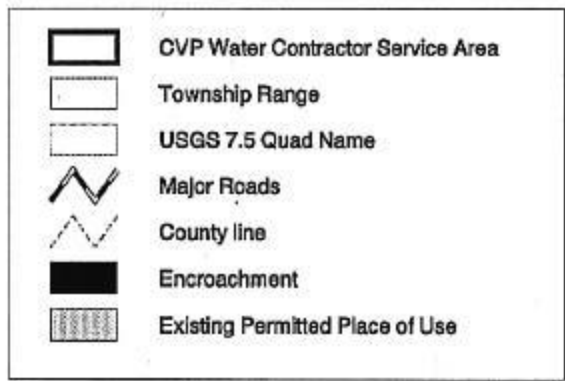 CVP Water Contractor Service Area
Township Range
USGS 7.5 Quad Name
Major Roads
County line
Encroachment
Existing Permitted Place of Use